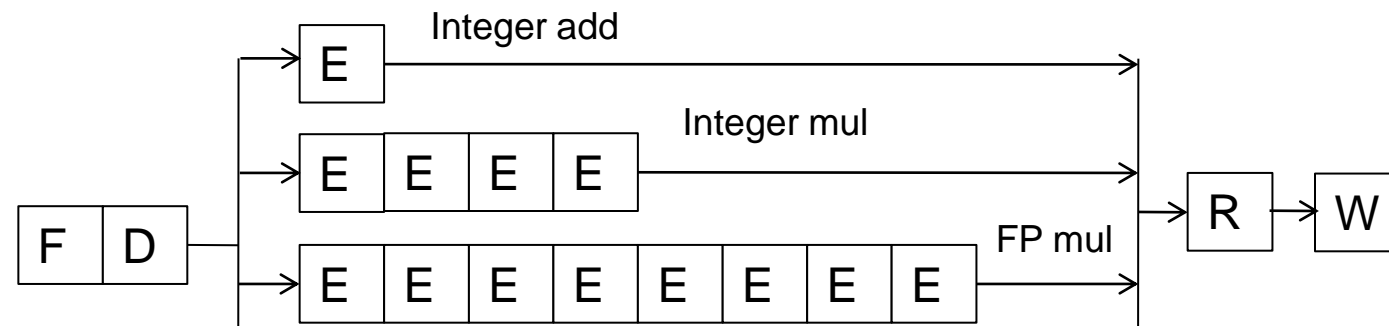 E Integer add
Integer mul
E E E E
F D
R W
FP mul
E E E E E E E E